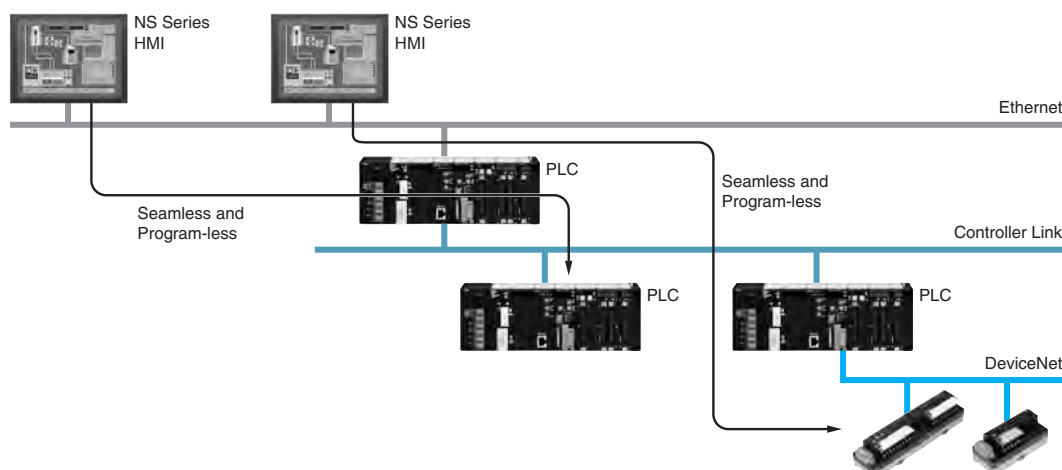 NS Series
HMI
NS Series
HMI
Ethernet
PLC
Seamless and
Program-less
Seamless and
Program-less
Controller Link
PLC
PLC
DeviceNet